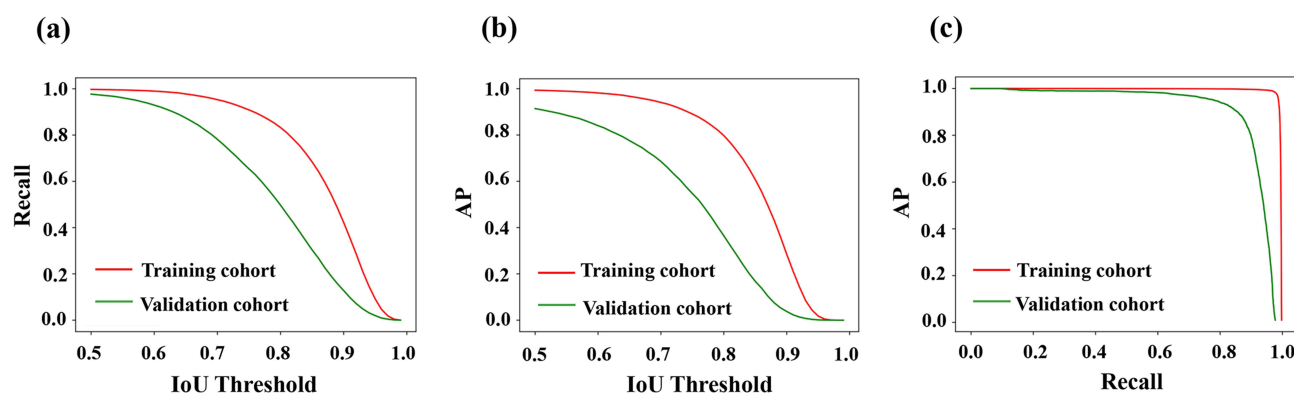 (a)
1.0
0.8
0.6
0.4
0.2
0.0
Recall
Training cohort
Validation cohort
0.5 0.6 0.7 0.8 0.9 1.0
IoU Threshold
(b)
1.0
0.8
0.6
0.4
0.2
0.0
AP
Training cohort
Validation cohort
0.5 0.6 0.7 0.8 0.9 1.0
IoU Threshold
(c)
1.0
0.8
0.6
0.4
0.2
0.0
AP
Training cohort
Validation cohort
0.0 0.2 0.4 0.6 0.8 1.0
Recall